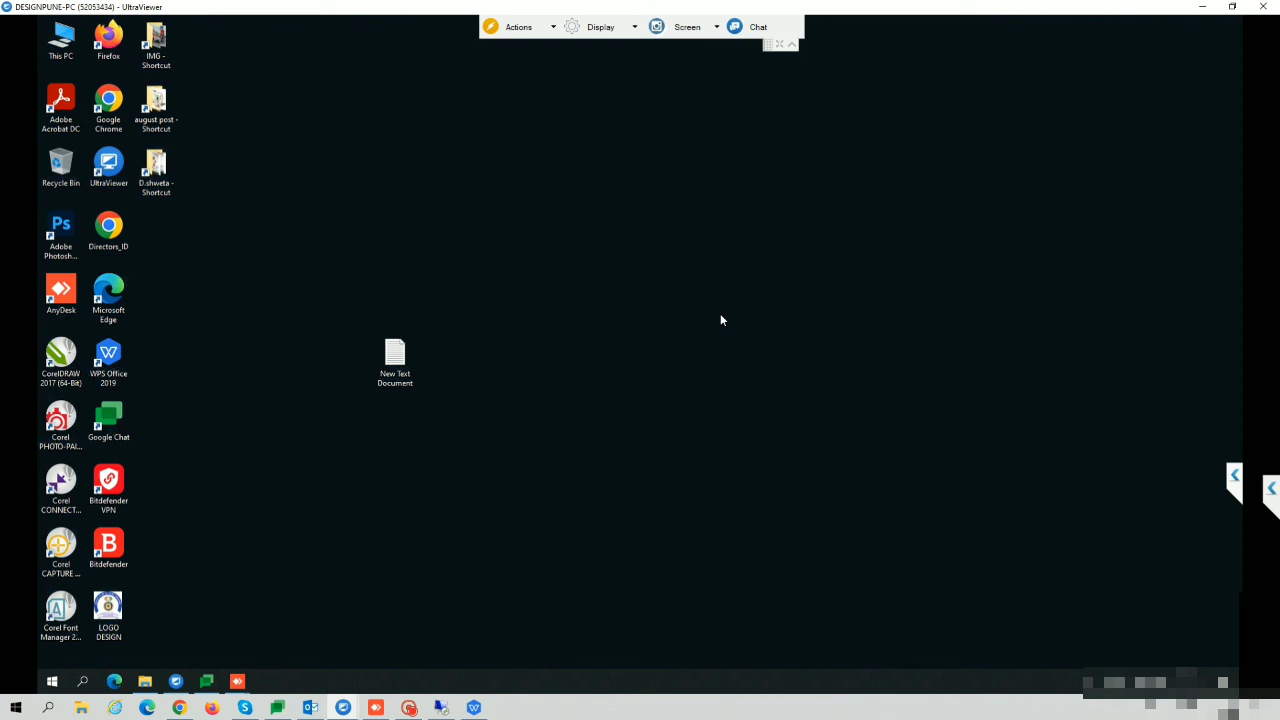 DESIGNPUNE-PC (52053434) - UltraViewer
Actions
Display
Screen
Chat
This PC
Firefox
IMG -
Shortcut
Adobe
Acrobat DC
Google
Chrome
august post -
Shortcut
Recycle Bin
UltraViewer
D.shweta -
Shortcut
Adobe
Photosh...
Directors_ID
AnyDesk
Microsoft
Edge
CorelDRAW
2017 (64-Bit)
WPS Office
2019
New Text
Document
Corel
PHOTO-PAI...
Google Chat
Corel
CONNECT...
Bitdefender
VPN
Corel
CAPTURE ...
Bitdefender
Corel Font
Manager 2...
LOGO
DESIGN